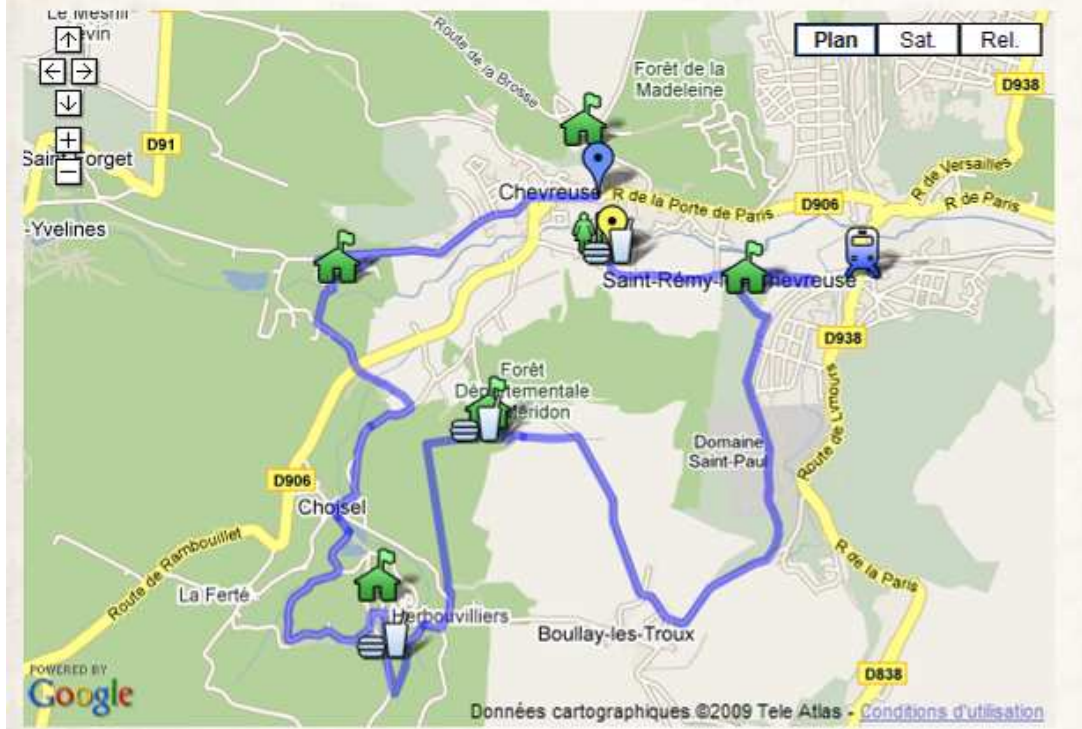 Le Mesnil
Plan Sat. Rel.
Route de la Brosse
Forêt de la
Madeleine
D938
D91
R de Versailles
R de Paris
Chevreuse
R de la Porte de Paris
D906
-Yvelines
Saint-Rémy-
hevreuse
D938
Forêt
Route de Limours
Domaine
Saint-Paul
D906
Choisel
Route de Rambouillet
R de la Paris
La Ferté
Herbouvilliers
Boullay-les-Troux
POWERED BY
Google
D838
Données cartographiques ©2009 Tele Atlas - Conditions d'utilisation